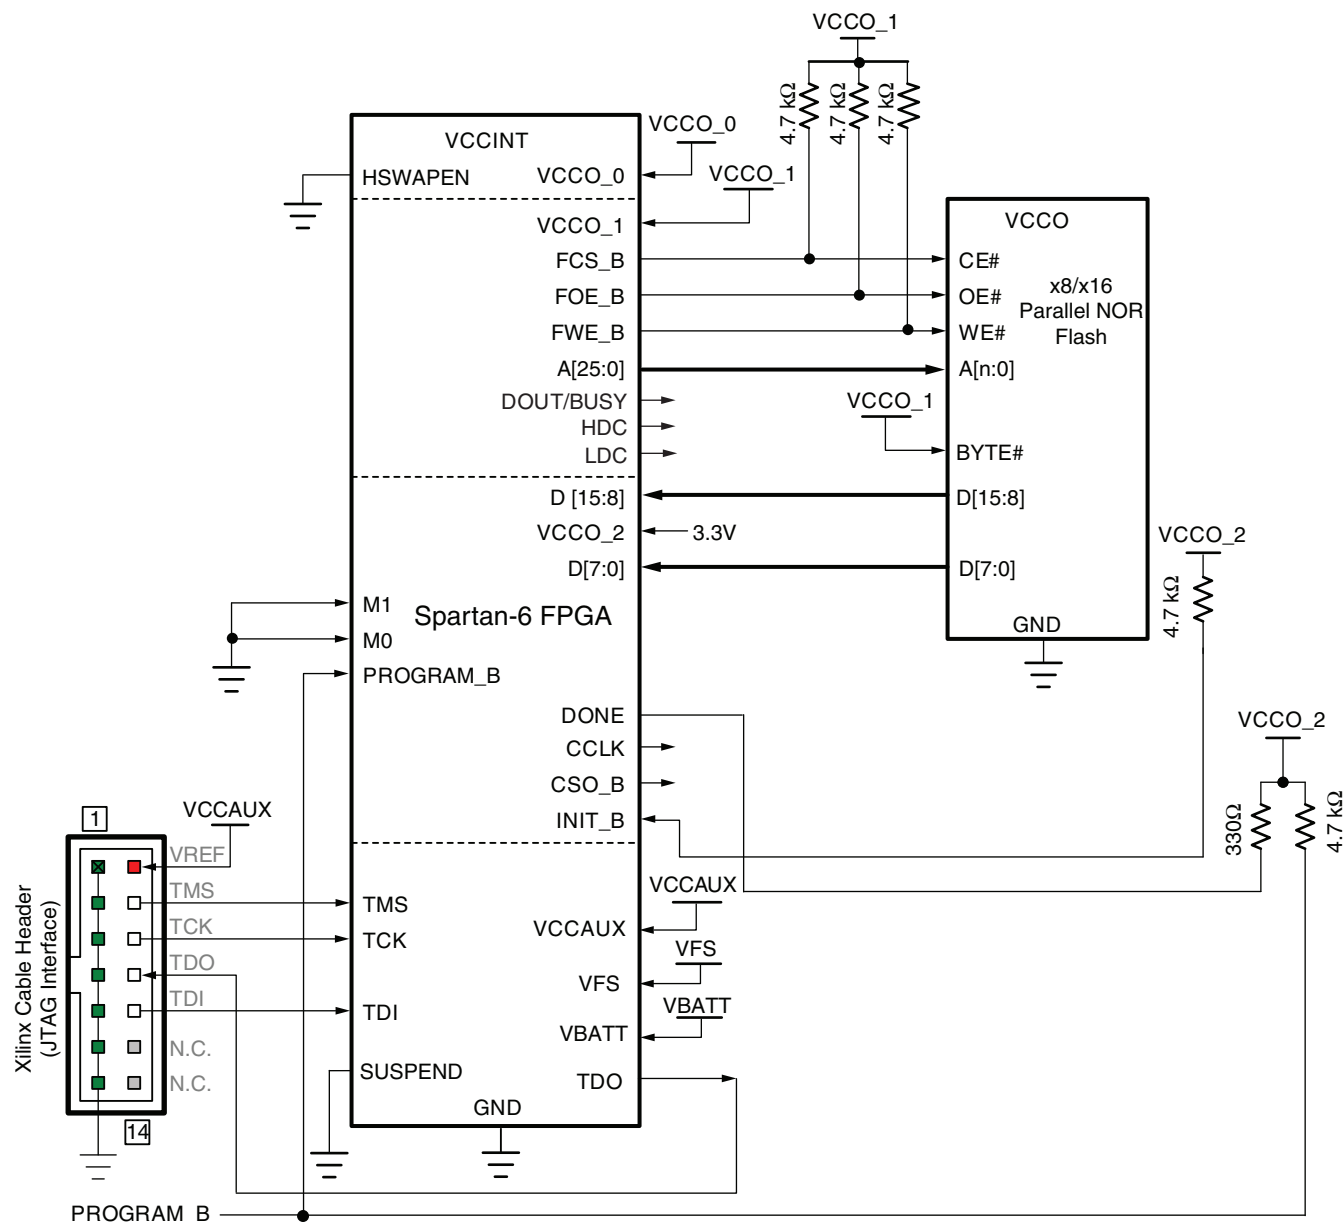 VCCO_1
4.7 kΩ
4.7 kΩ
4.7 kΩ
VCCINT
VCCO_0
HSWAPEN
VCCO_0
VCCO_1
VCCO_1
FCS_B
FOE_B
FWE_B
A[25:0]
DOUT/BUSY
HDC
LDC
VCCO
CE#
x8/x16
Parallel NOR
Flash
OE#
WE#
A[n:0]
VCCO_1
BYTE#
D [15:8]
D[15:8]
VCCO_2
3.3V
D[7:0]
D[7:0]
GND
VCCO_2
4.7 kΩ
M1
M0
Spartan-6 FPGA
PROGRAM_B
DONE
CCLK
CSO_B
INIT_B
VCCO_2
330Ω
4.7 kΩ
1
VCCAUX
VREF
TMS
TCK
TDO
TDI
N.C.
N.C.
14
Xilinx Cable Header
(JTAG Interface)
TMS
TCK
TDI
SUSPEND
VCCAUX
VCCAUX
VFS
VFS
VBATT
VBATT
TDO
GND
PROGRAM_B